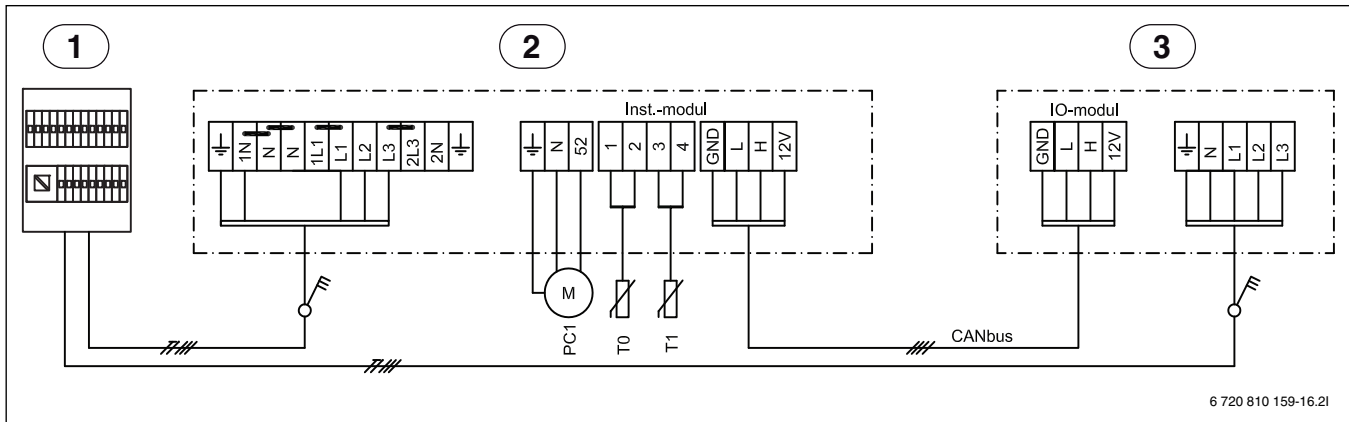 1
2
3
Inst.-modul
IO-modul
1N
N
N
1L1
L1
L2
L3
2L3
2N
N
52
1
2
3
4
GND
L
H
12V
GND
L
H
12V
N
L1
L2
L3
M
PC1
T0
T1
CANbus
6 720 810 159-16.2I